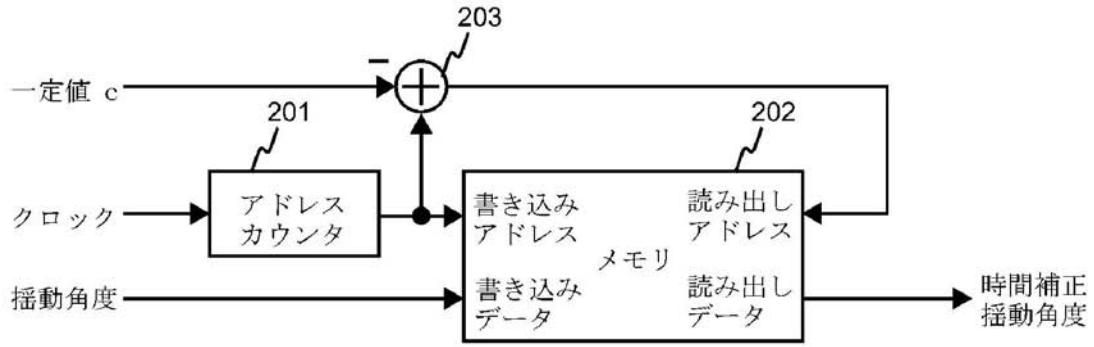 203
−
一定値 c
201
202
クロック
アドレス
カウンタ
書き込み
アドレス
読み出し
アドレス
メモリ
揺動角度
書き込み
データ
読み出し
データ
時間補正
揺動角度